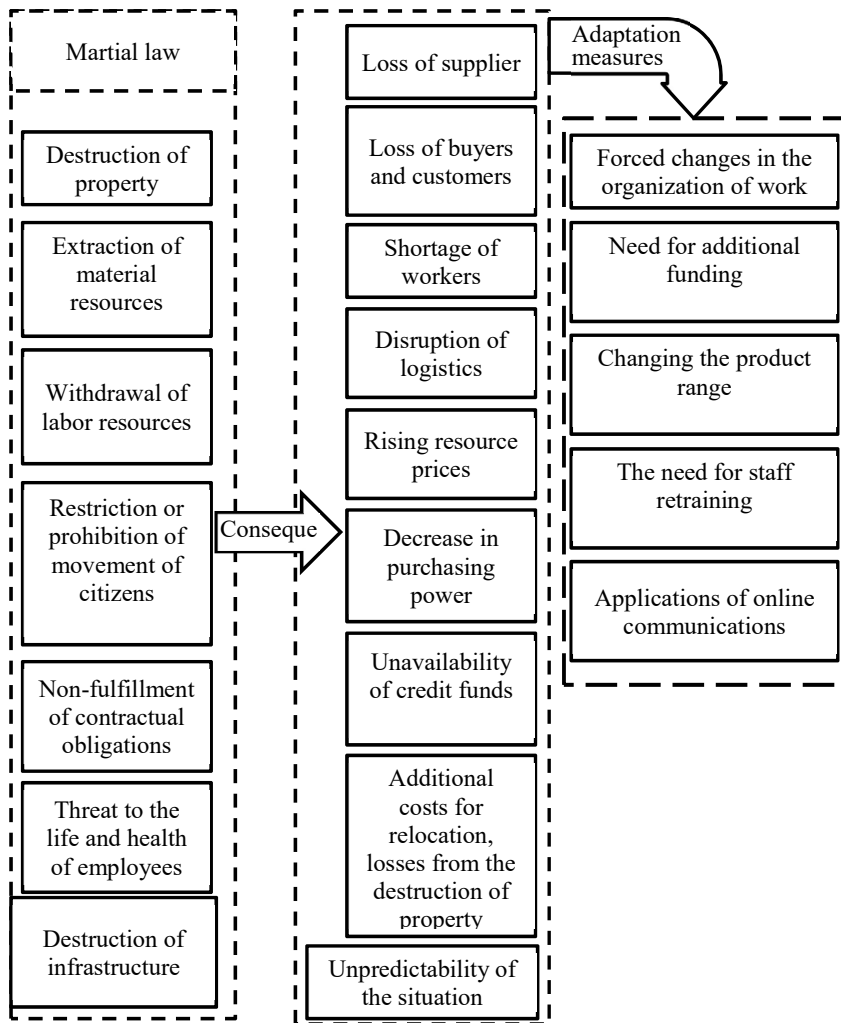 Martial law
Destruction of
property
Extraction of
material
resources
Withdrawal of
labor resources
Restriction or
prohibition of
movement of
citizens
Non-fulfillment
of contractual
obligations
Threat to the
life and health
of employees
Destruction of
infrastructure
Conseque
Loss of supplier
Loss of buyers
and customers
Shortage of
workers
Disruption of
logistics
Rising resource
prices
Decrease in
purchasing
power
Unavailability
of credit funds
Additional
costs for
relocation,
losses from the
destruction of
property
Unpredictability of
the situation
Adaptation
measures
Forced changes in the
organization of work
Need for additional
funding
Changing the product
range
The need for staff
retraining
Applications of online
communications